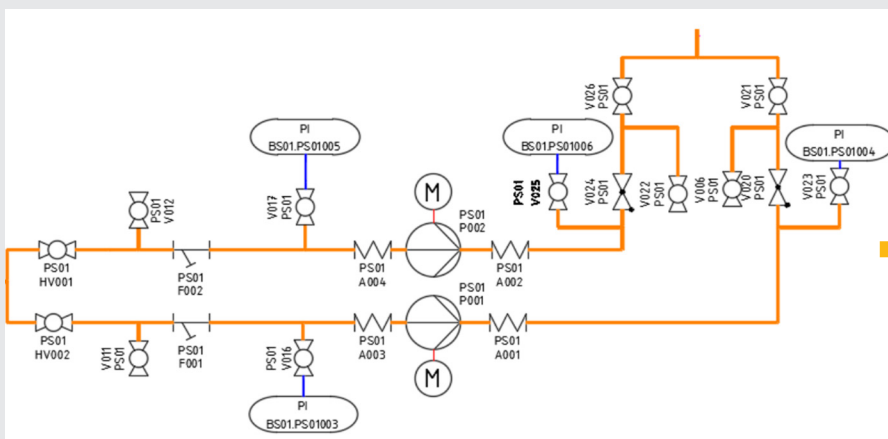 V026
PS01
V021
PS01
PI
BS01.PS01005
PI
BS01.PS01006
PI
BS01.PS01004
PS01
V012
V017
PS01
M
PS01
P002
PS01
V025
V024
PS01
V022
PS01
V006
PS01
V020
PS01
V023
PS01
PS01
HV001
PS01
F002
PS01
A004
PS01
A002
PS01
P001
PS01
HV002
V011
PS01
PS01
F001
PS01
V016
PS01
A003
M
PS01
A001
PI
BS01.PS01003